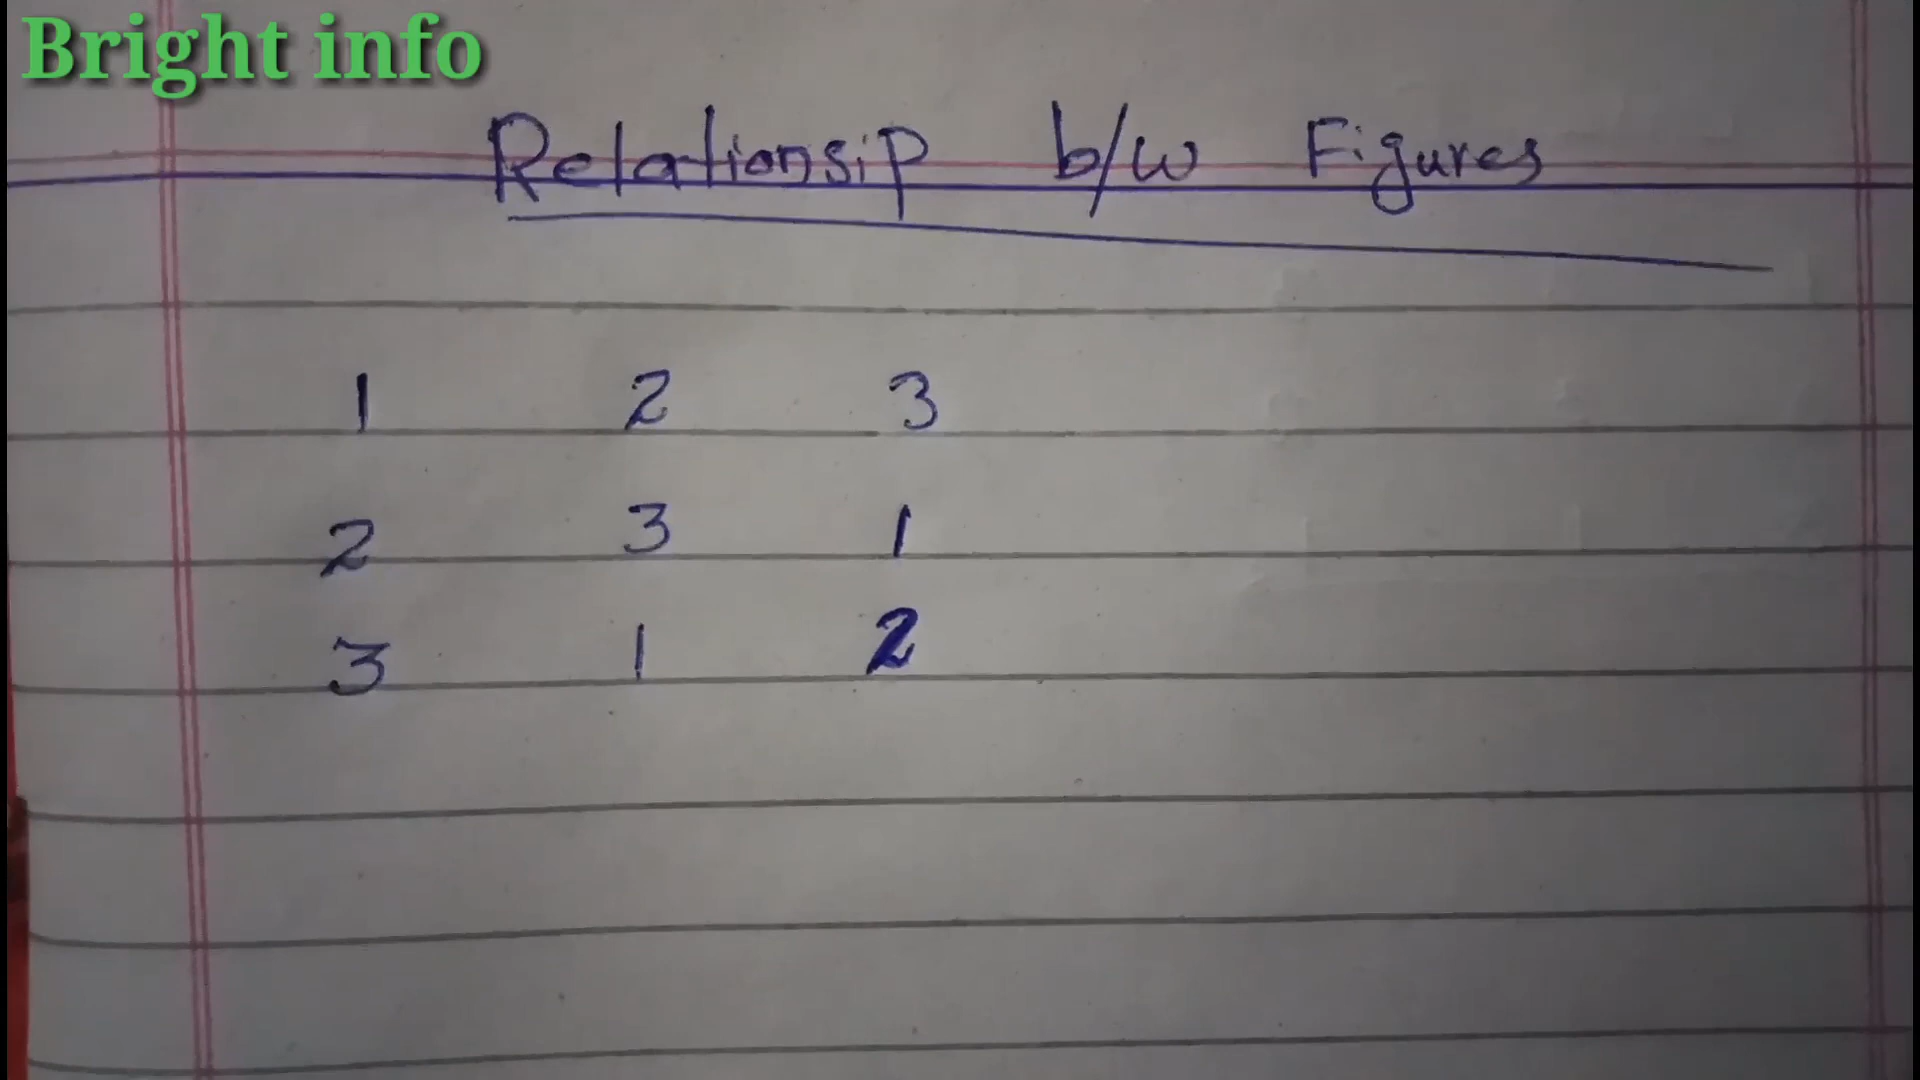 Bright info
Relationsip b/w Figures
1 2 3
2 3 1
3 1 2